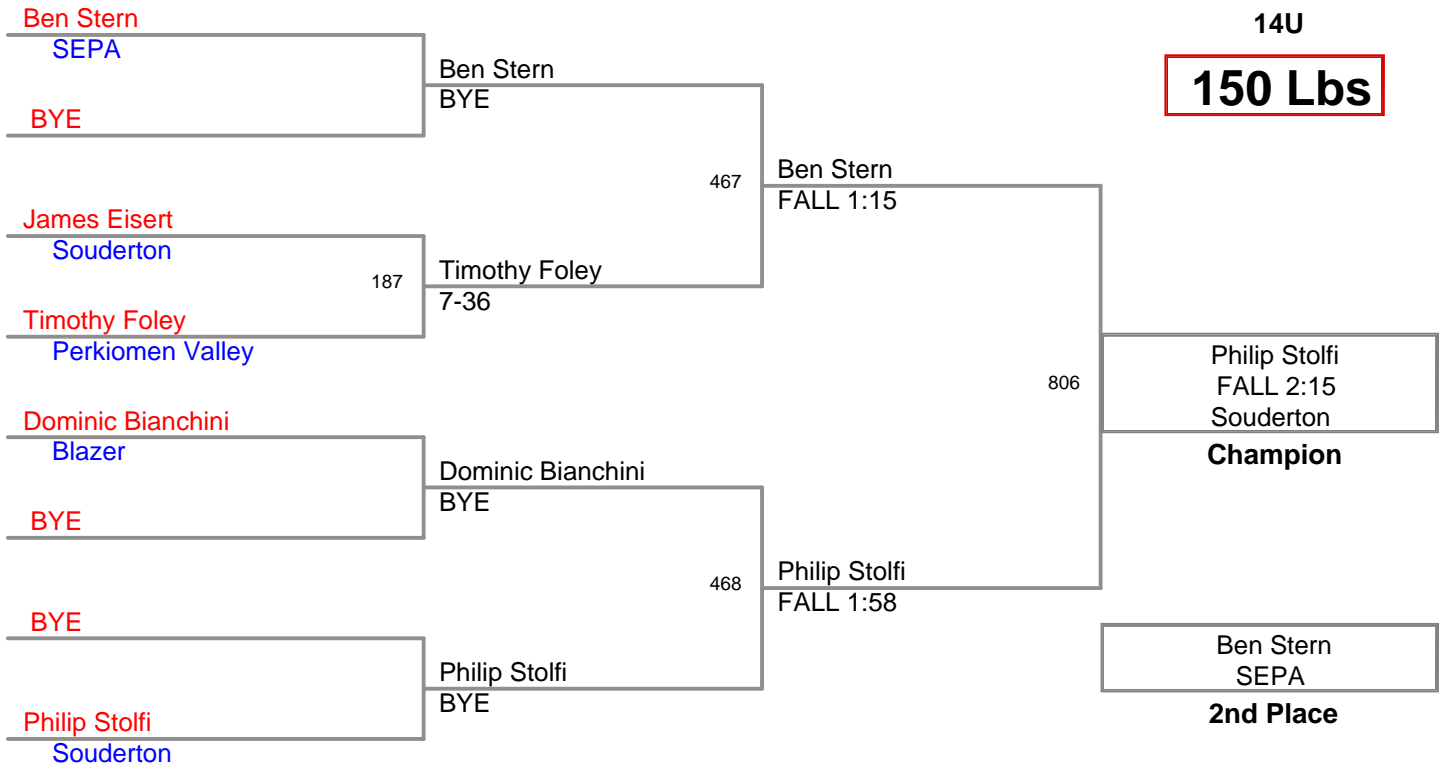 Ben Stern
SEPA
BYE
James Eisert
Souderton
Timothy Foley
Perkiomen Valley
Dominic Bianchini
Blazer
BYE
BYE
Philip Stolfi
Souderton
Ben Stern
BYE
187
Timothy Foley
7-36
Dominic Bianchini
BYE
Philip Stolfi
BYE
467
Ben Stern
FALL 1:15
468
Philip Stolfi
FALL 1:58
14U
150 Lbs
806
Philip Stolfi
FALL 2:15
Souderton
Champion
Ben Stern
SEPA
2nd Place